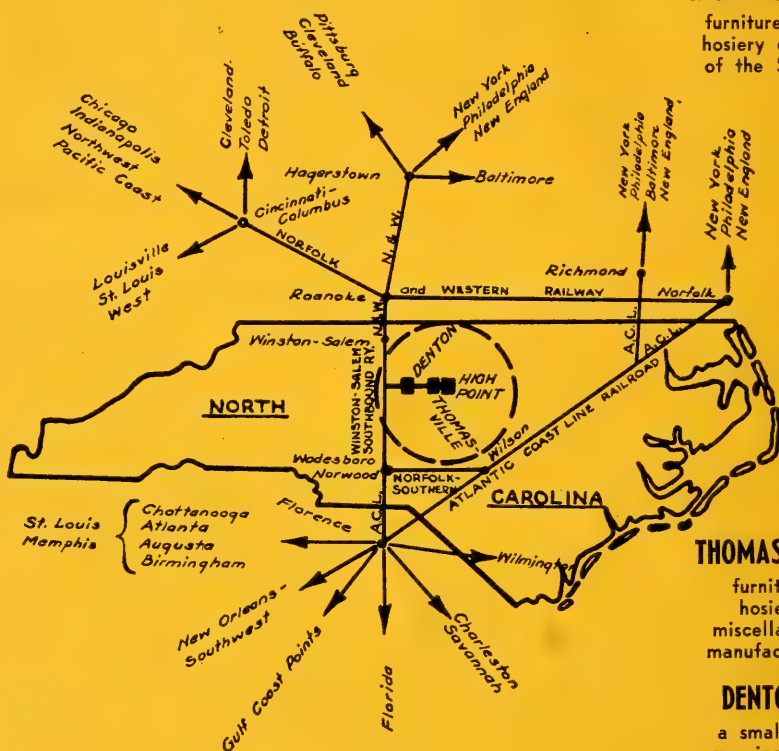 furniture
hosiery
of the S
Pittsburg
Cleveland
Buffalo
New York
Philadelphia
New England
Cleveland.
Toledo
Detroit
Chicago
Indianapolis
Northwest
Pacific Coast
Hagerstown
Baltimore
New York
Philadelphia
Baltimore
New England
New York
Philadelphia
New England
Cincinnati-
Columbus
NORFOLK
N. & W.
Louisville
St. Louis
West
Richmond
Roanoke
and WESTERN RAILWAY
Norfolk
N.&W.
A.C.L.
A.C.L.
Winston-Salem
DENTON
HIGH
POINT
THOMAS-
VILLE
WINSTON-SALEM
SOUTHBOUND RY.
NORTH
Wadesboro
Norwood
NORFOLK-
SOUTHERN
Wilson
ATLANTIC COAST LINE RAILROAD
CAROLINA
A.C.L.
Florence
St. Louis
Memphis
Chattanooga
Atlanta
Augusta
Birmingham
Wilmington
New Orleans-
Southwest
Gulf Coast Points
Florida
Charleston
Savannah
THOMAS
furnit
hosie
miscella
manufac
DENTO
a smal